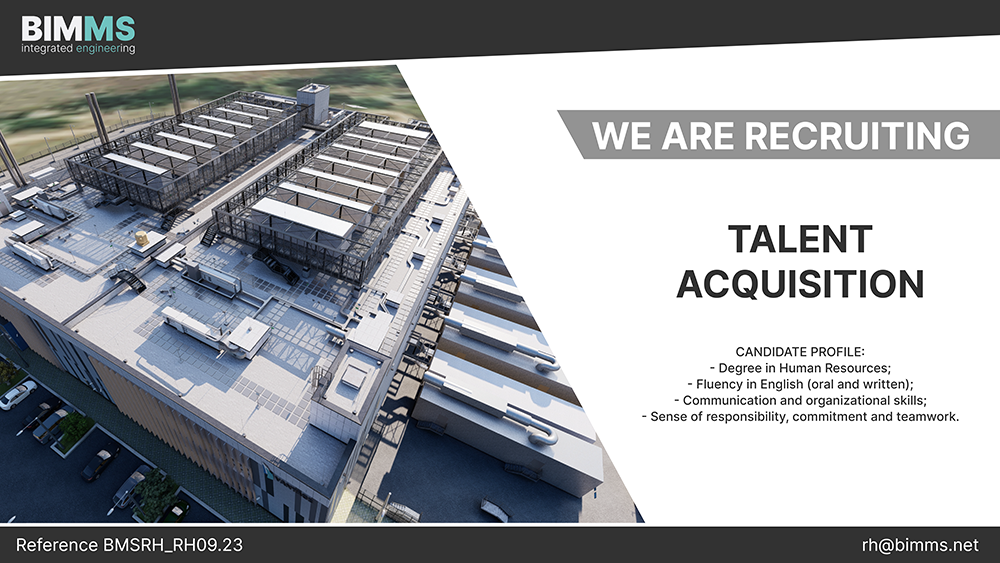 BIMMS
integrated engineering
WE ARE RECRUITING
TALENT
ACQUISITION
CANDIDATE PROFILE:
- Degree in Human Resources;
- Fluency in English (oral and written);
- Communication and organizational skills;
- Sense of responsibility, commitment and teamwork.
Reference BMSRH_RH09.23
rh@bimms.net